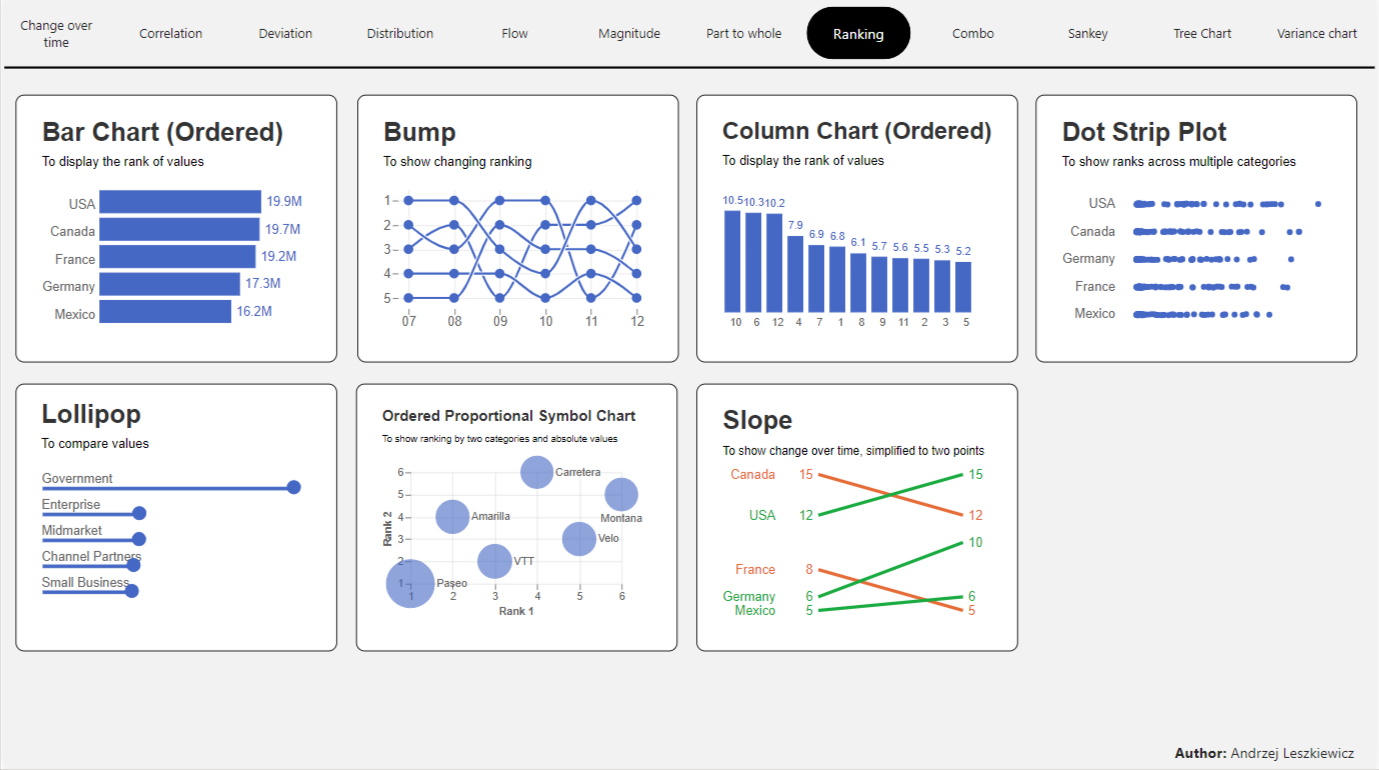 Change over
time
Correlation
Deviation
Distribution
Flow
Magnitude
Part to whole
Ranking
Combo
Sankey
Tree Chart
Variance chart
Bar Chart (Ordered)
To display the rank of values
USA 19.9M
Canada 19.7M
France 19.2M
Germany 17.3M
Mexico 16.2M
Bump
To show changing ranking
1
2
3
4
5
07 08 09 10 11 12
Column Chart (Ordered)
To display the rank of values
10.5 10.3 10.2 7.9 6.9 6.8 6.1 5.7 5.6 5.5 5.3 5.2
10 6 12 4 7 1 8 9 11 2 3 5
Dot Strip Plot
To show ranks across multiple categories
USA
Canada
Germany
France
Mexico
Lollipop
To compare values
Government
Enterprise
Midmarket
Channel Partners
Small Business
Ordered Proportional Symbol Chart
To show ranking by two categories and absolute values
Rank 2
6 Carretera
5 Montana
4 Amarilla
3 Velo
2 VTT
1 Paseo
1 2 3 4 5 6
Rank 1
Slope
To show change over time, simplified to two points
Canada 15 15
USA 12 12
10
France 8
Germany 6 6
Mexico 5 5
Author: Andrzej Leszkiewicz